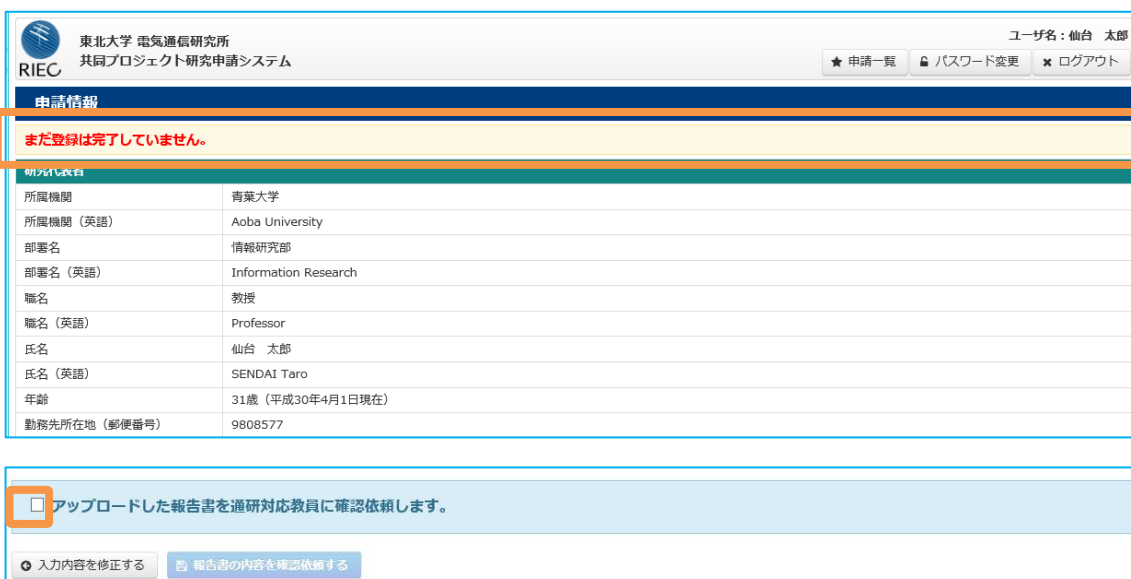 東北大学 電気通信研究所
ユーザ名：仙台　太郎
RIEC 共同プロジェクト研究申請システム
申請一覧 パスワード変更 ログアウト
申請情報
まだ登録は完了していません。
研究代表者
所属機関 青葉大学
所属機関（英語） Aoba University
部署名 情報研究部
部署名（英語） Information Research
職名 教授
職名（英語） Professor
氏名 仙台　太郎
氏名（英語） SENDAI Taro
年齢 31歳（平成30年4月1日現在）
勤務先所在地（郵便番号） 9808577
アップロードした報告書を通研対応教員に確認依頼します。
入力内容を修正する 報告書の内容を確認依頼する